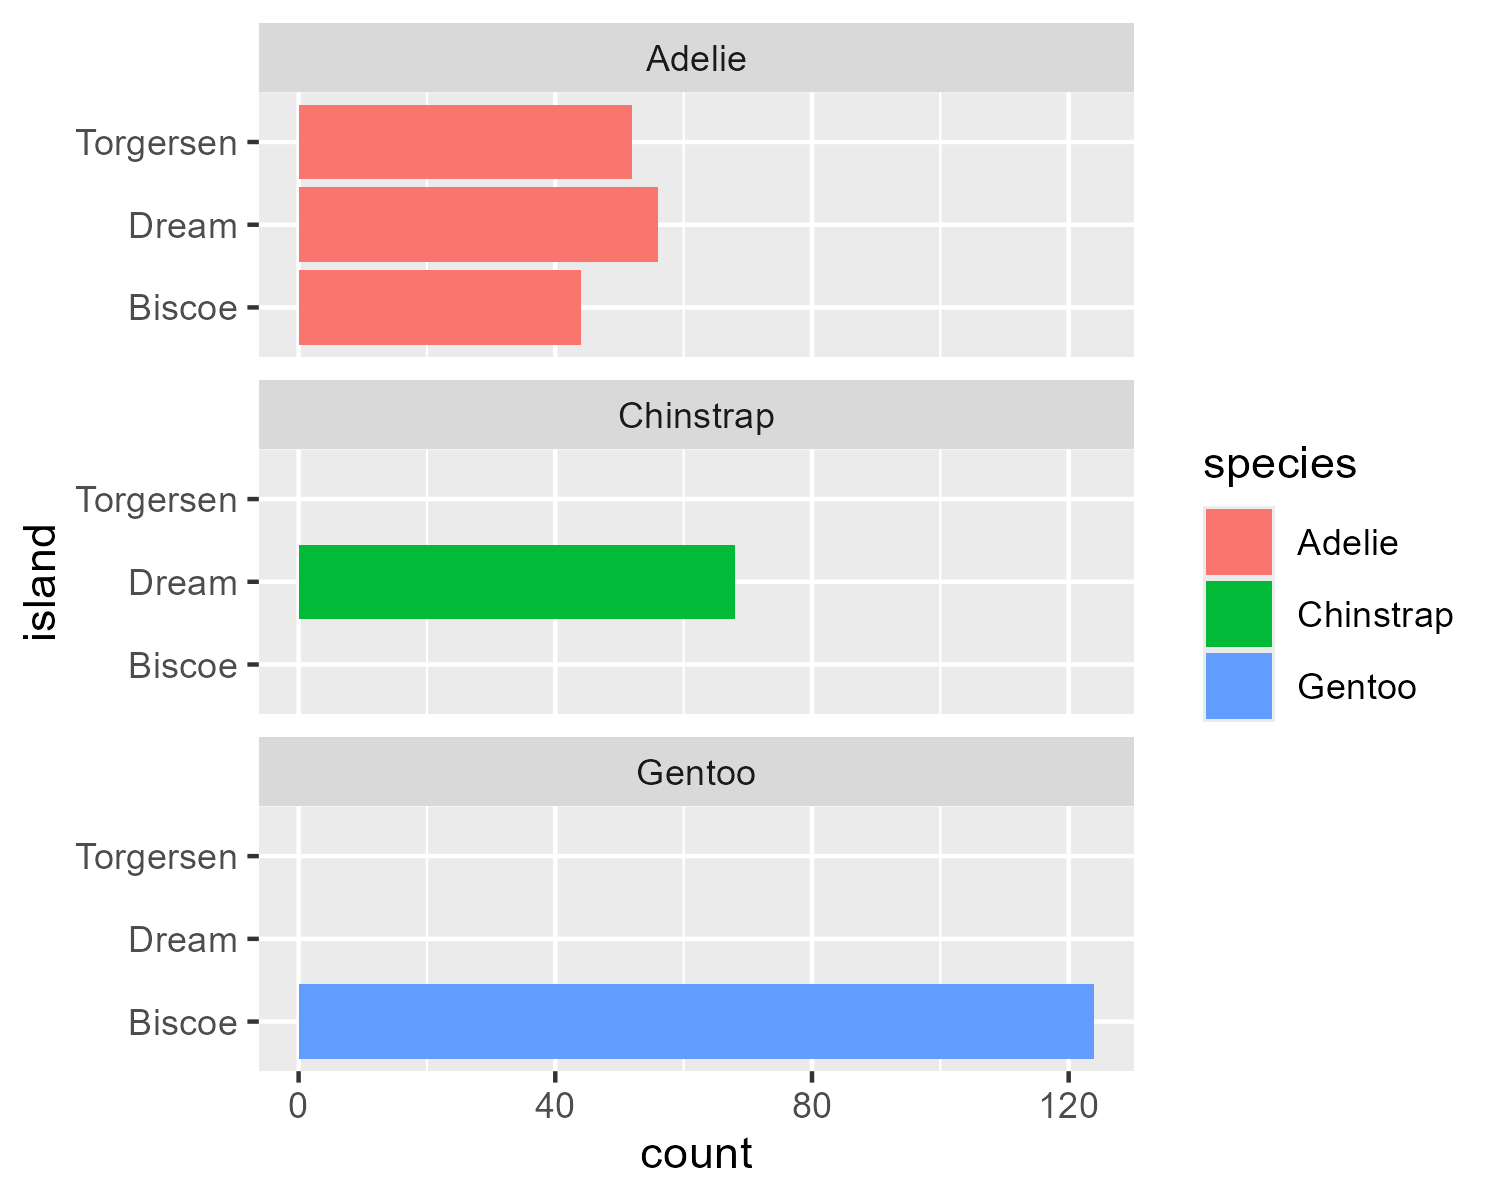 Adelie
Torgersen
Dream
Biscoe
Chinstrap
Torgersen
Dream
Biscoe
Gentoo
Torgersen
Dream
Biscoe
0 40 80 120
count
island
species
Adelie
Chinstrap
Gentoo